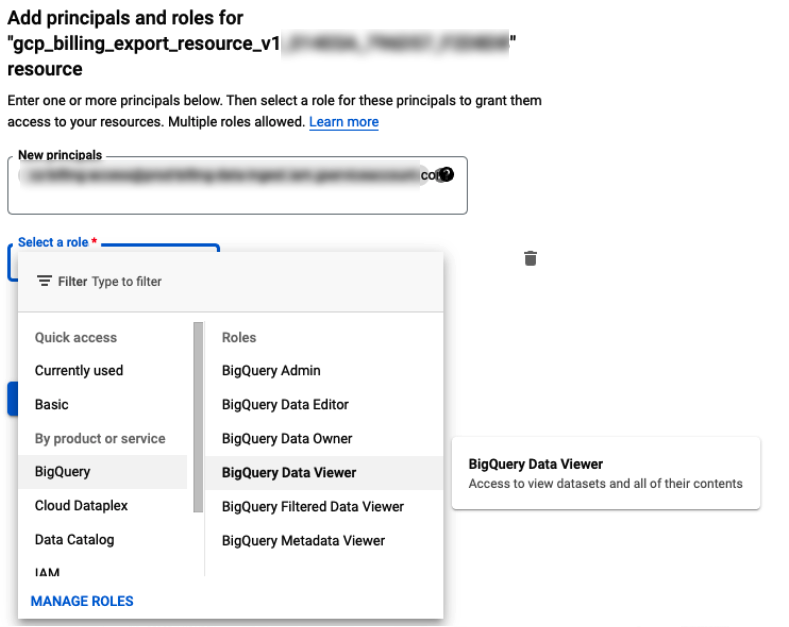 Add principals and roles for
"gcp_billing_export_resource_v1 "
resource
Enter one or more principals below. Then select a role for these principals to grant them
access to your resources. Multiple roles allowed. Learn more
New principals
?
Select a role *
Filter Type to filter
Quick access
Currently used
Basic
By product or service
BigQuery
Cloud Dataplex
Data Catalog
IAM
Roles
BigQuery Admin
BigQuery Data Editor
BigQuery Data Owner
BigQuery Data Viewer
BigQuery Filtered Data Viewer
BigQuery Metadata Viewer
BigQuery Data Viewer
Access to view datasets and all of their contents
MANAGE ROLES